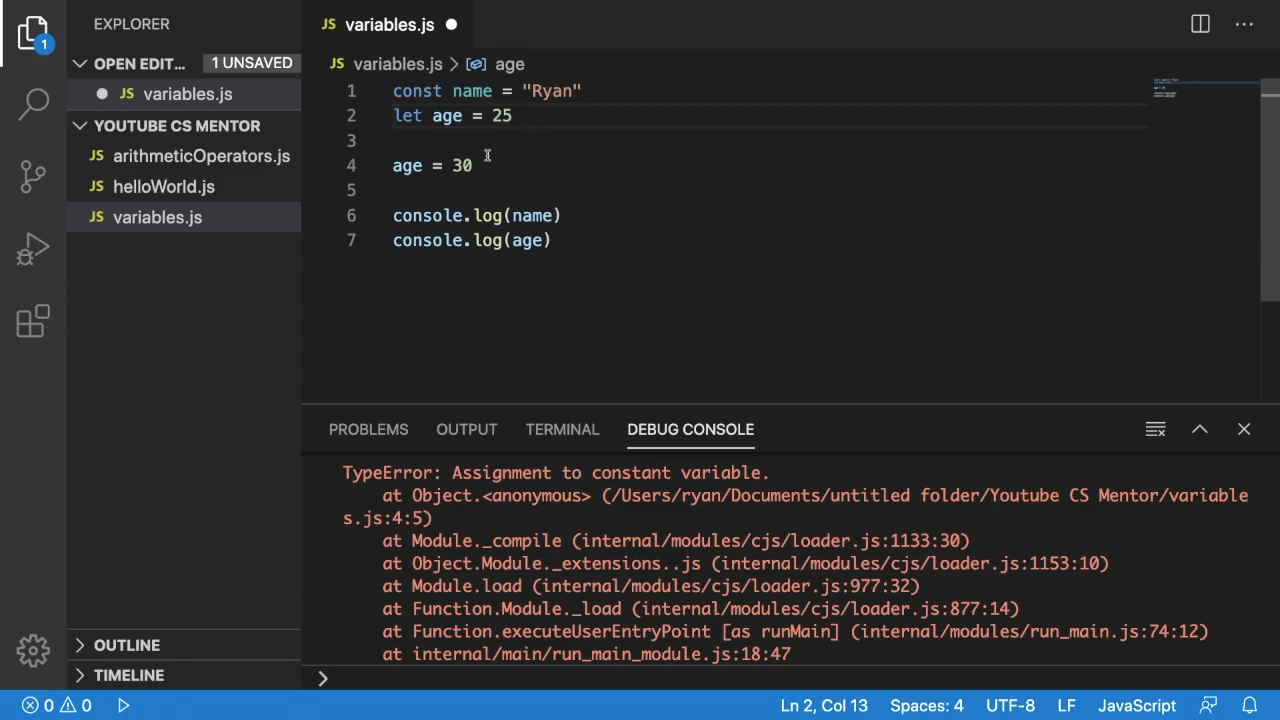 EXPLORER
1
OPEN EDIT... 1 UNSAVED
JS variables.js
YOUTUBE CS MENTOR
JS arithmeticOperators.js
JS helloWorld.js
JS variables.js
OUTLINE
TIMELINE
JS variables.js
JS variables.js > age
1 const name = "Ryan"
2 let age = 25
3
4 age = 30
5
6 console.log(name)
7 console.log(age)
PROBLEMS OUTPUT TERMINAL DEBUG CONSOLE
TypeError: Assignment to constant variable.
at Object.<anonymous> (/Users/ryan/Documents/untitled folder/Youtube CS Mentor/variable
s.js:4:5)
at Module._compile (internal/modules/cjs/loader.js:1133:30)
at Object.Module._extensions..js (internal/modules/cjs/loader.js:1153:10)
at Module.load (internal/modules/cjs/loader.js:977:32)
at Function.Module._load (internal/modules/cjs/loader.js:877:14)
at Function.executeUserEntryPoint [as runMain] (internal/modules/run_main.js:74:12)
at internal/main/run_main_module.js:18:47
0 0 Ln 2, Col 13 Spaces: 4 UTF-8 LF JavaScript